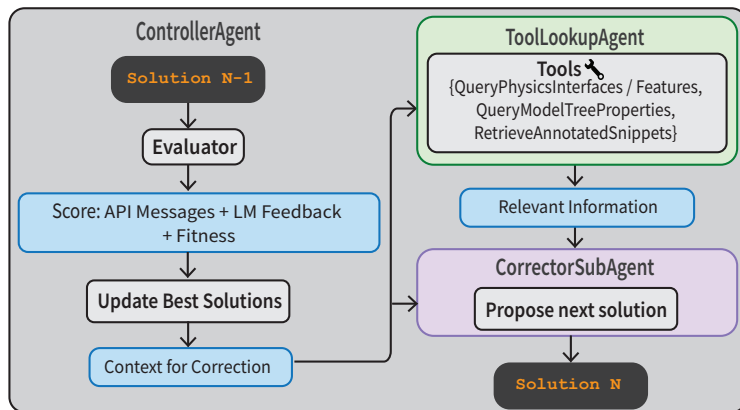 ControllerAgent
Solution N-1
Evaluator
Score: API Messages + LM Feedback
+ Fitness
Update Best Solutions
Context for Correction
ToolLookupAgent
Tools
{QueryPhysicsInterfaces / Features,
QueryModelTreeProperties,
RetrieveAnnotatedSnippets}
Relevant Information
CorrectorSubAgent
Propose next solution
Solution N